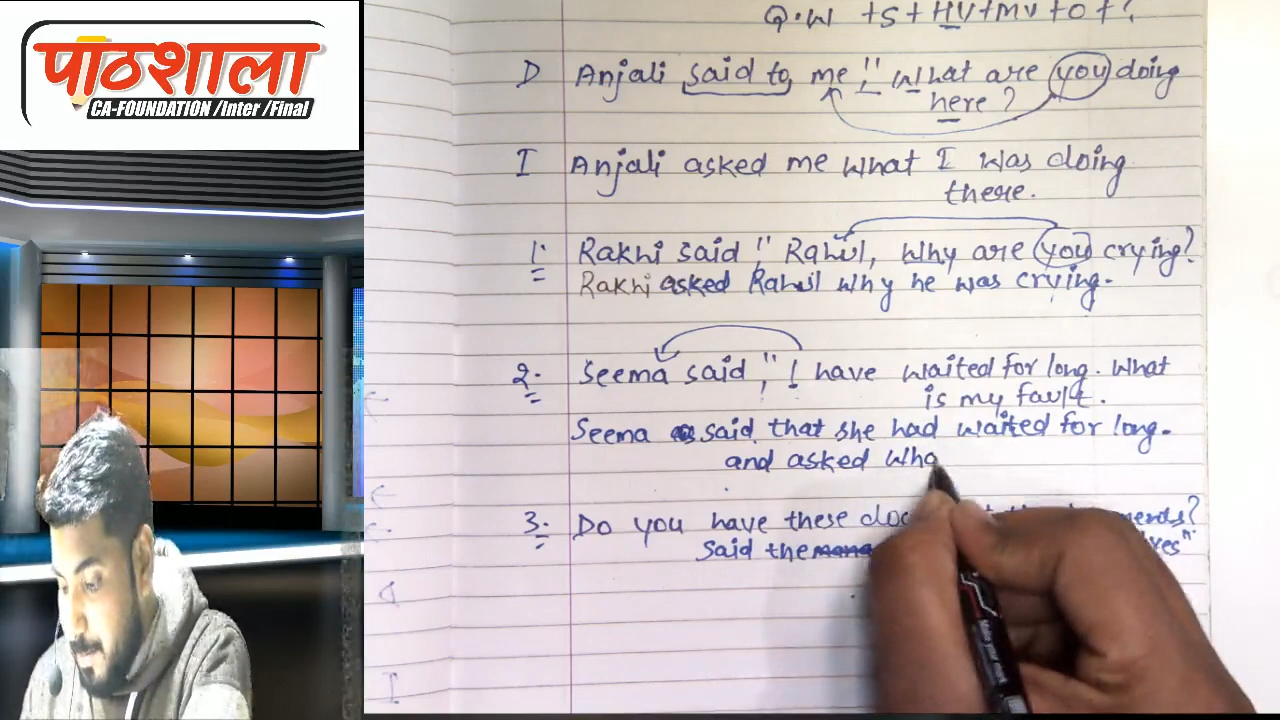 पाठशाला
CA-FOUNDATION /Inter /Final
Q.W +S + HV + MV + O + ?
D Anjali said to me," What are you doing
here ?
I Anjali asked me what I was doing
there.
1. Rakhi said," Rahul, Why are you crying?
Rakhi asked Rahul why he was crying.
2. Seema said," I have waited for long. What
is my fault.
Seema said that she had waited for long.
and asked Wha
3. Do you have these
Said the
I